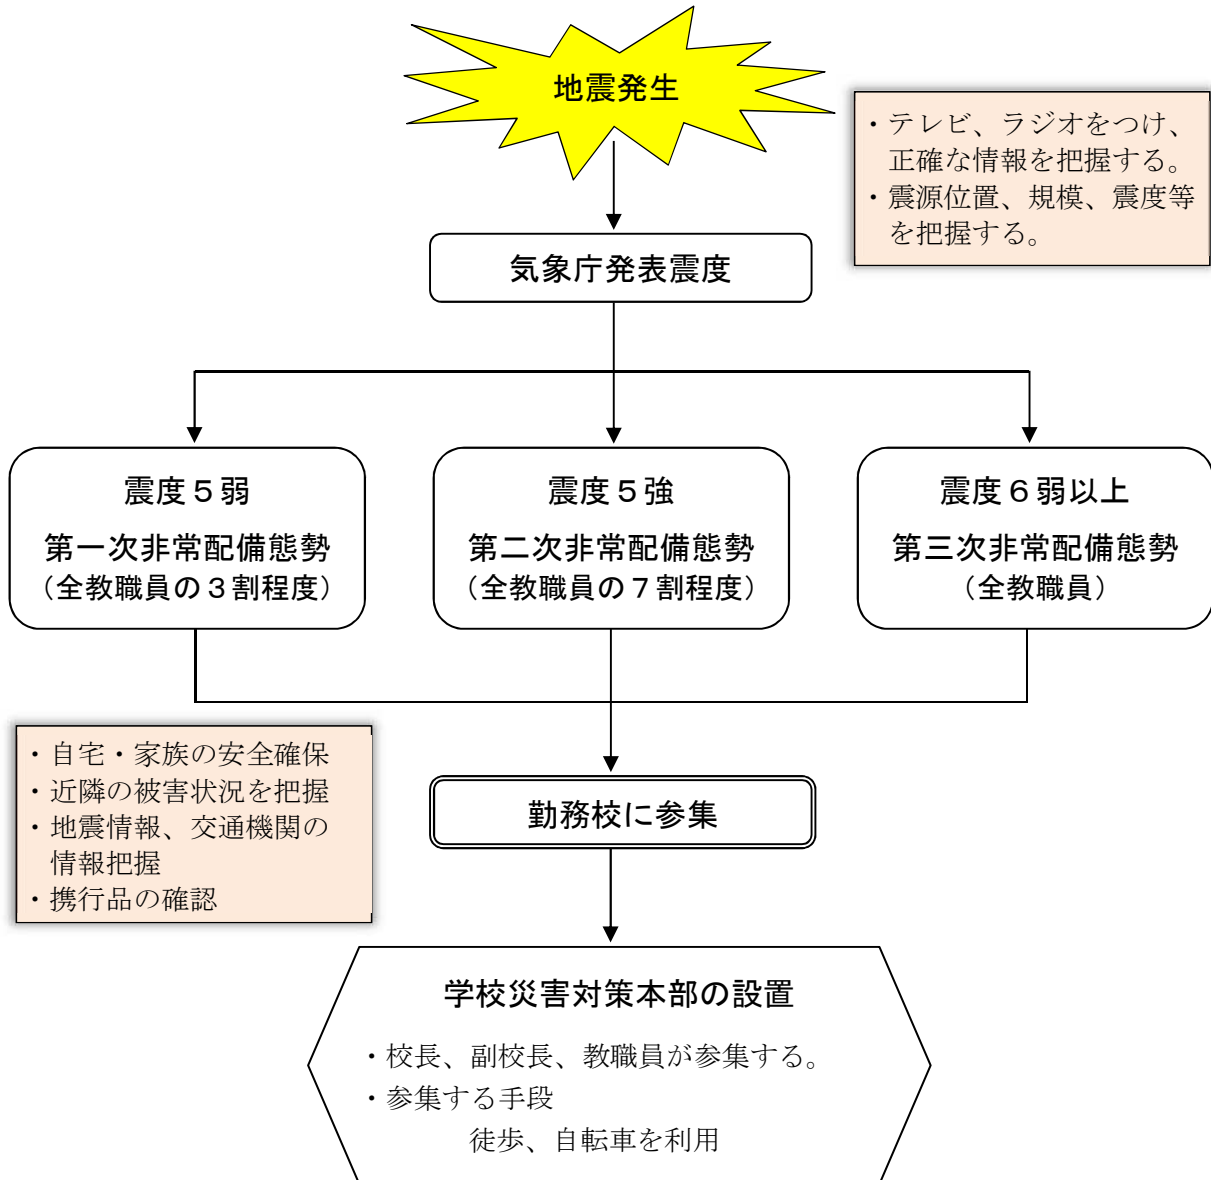 地震発生
・テレビ、ラジオをつけ、
正確な情報を把握する。
・震源位置、規模、震度等
を把握する。
気象庁発表震度
震度５弱
第一次非常配備態勢
（全教職員の３割程度）
震度５強
第二次非常配備態勢
（全教職員の７割程度）
震度６弱以上
第三次非常配備態勢
（全教職員）
・自宅・家族の安全確保
・近隣の被害状況を把握
・地震情報、交通機関の
情報把握
・携行品の確認
勤務校に参集
学校災害対策本部の設置
・校長、副校長、教職員が参集する。
・参集する手段
徒歩、自転車を利用